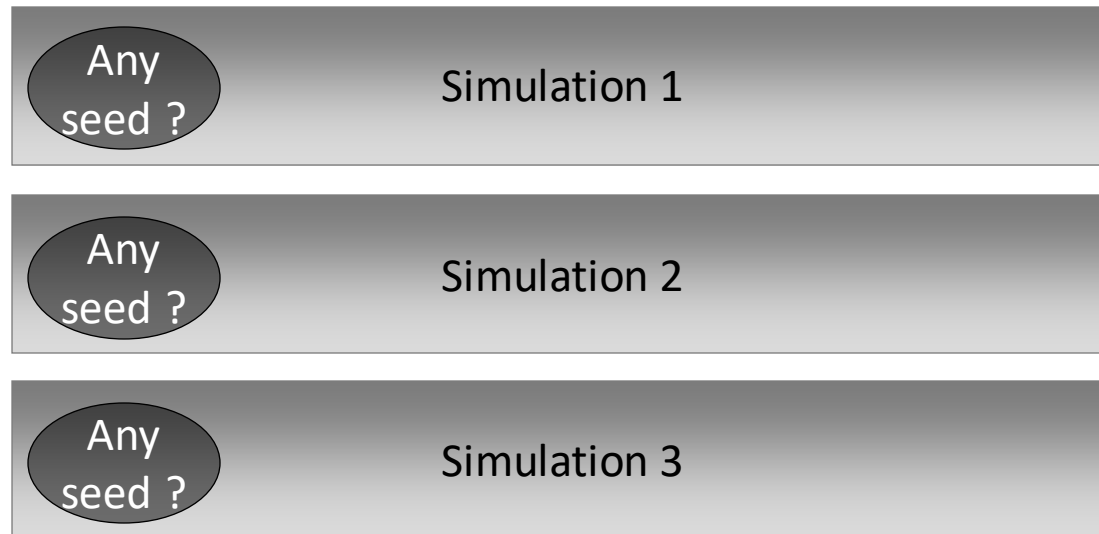 Any
seed ?
Simulation 1
Any
seed ?
Simulation 2
Any
seed ?
Simulation 3